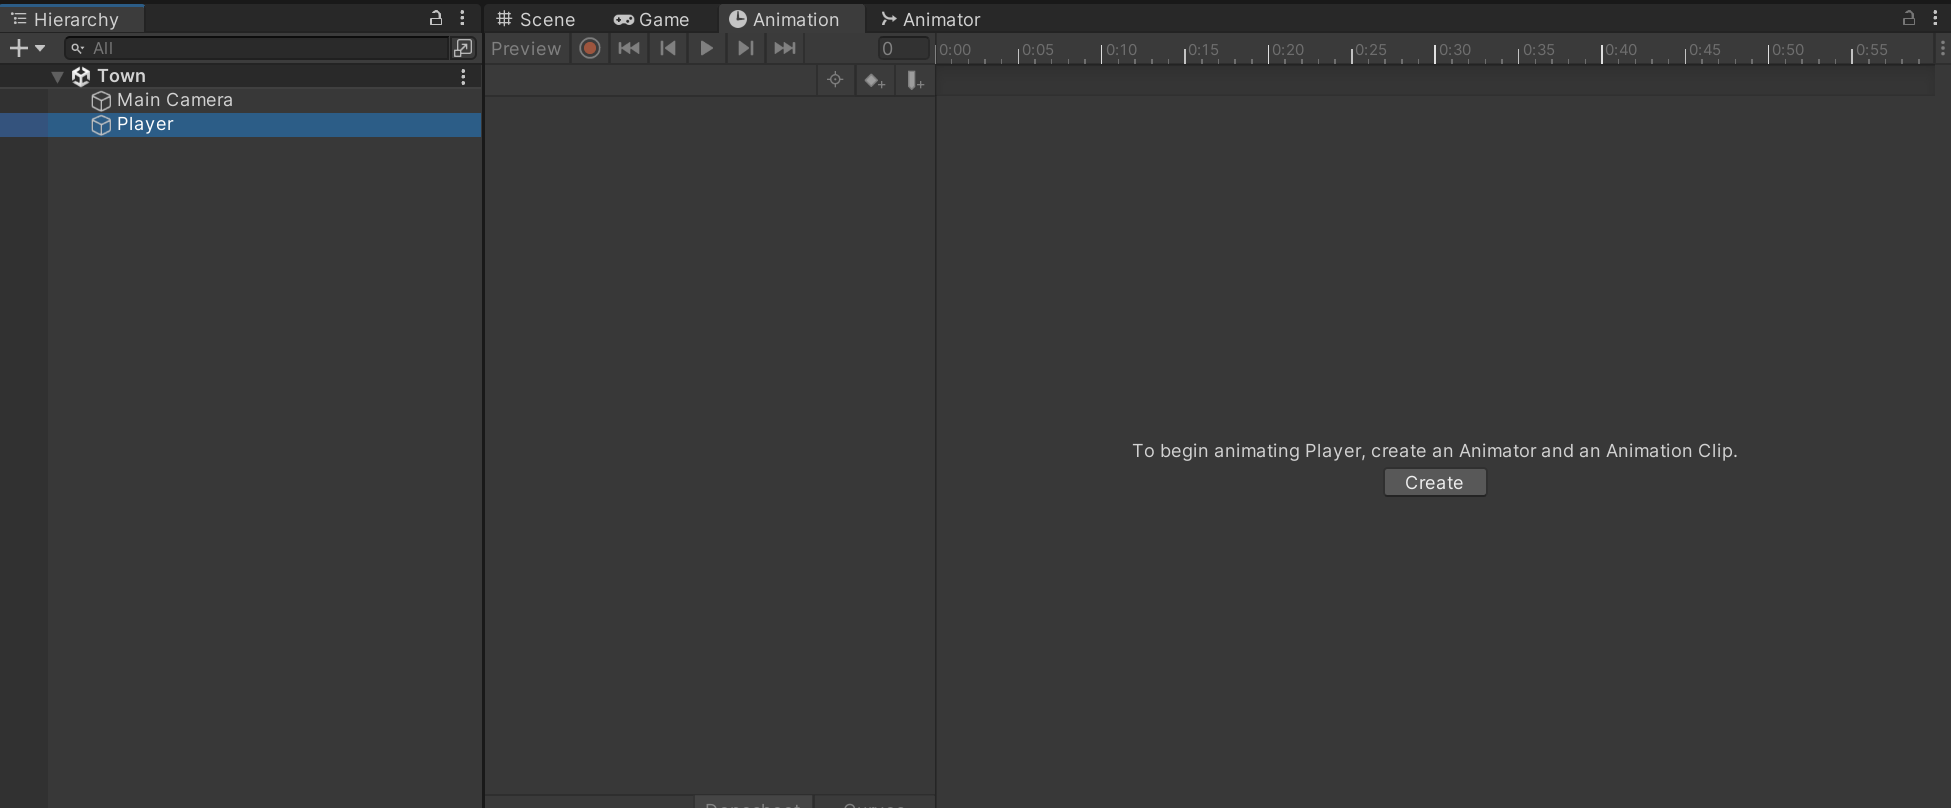 Hierarchy
All
Town
Main Camera
Player
Scene Game Animation Animator
Preview 0 0:00 0:05 0:10 0:15 0:20 0:25 0:30 0:35 0:40 0:45 0:50 0:55
To begin animating Player, create an Animator and an Animation Clip.
Create
Dopesheet Curves